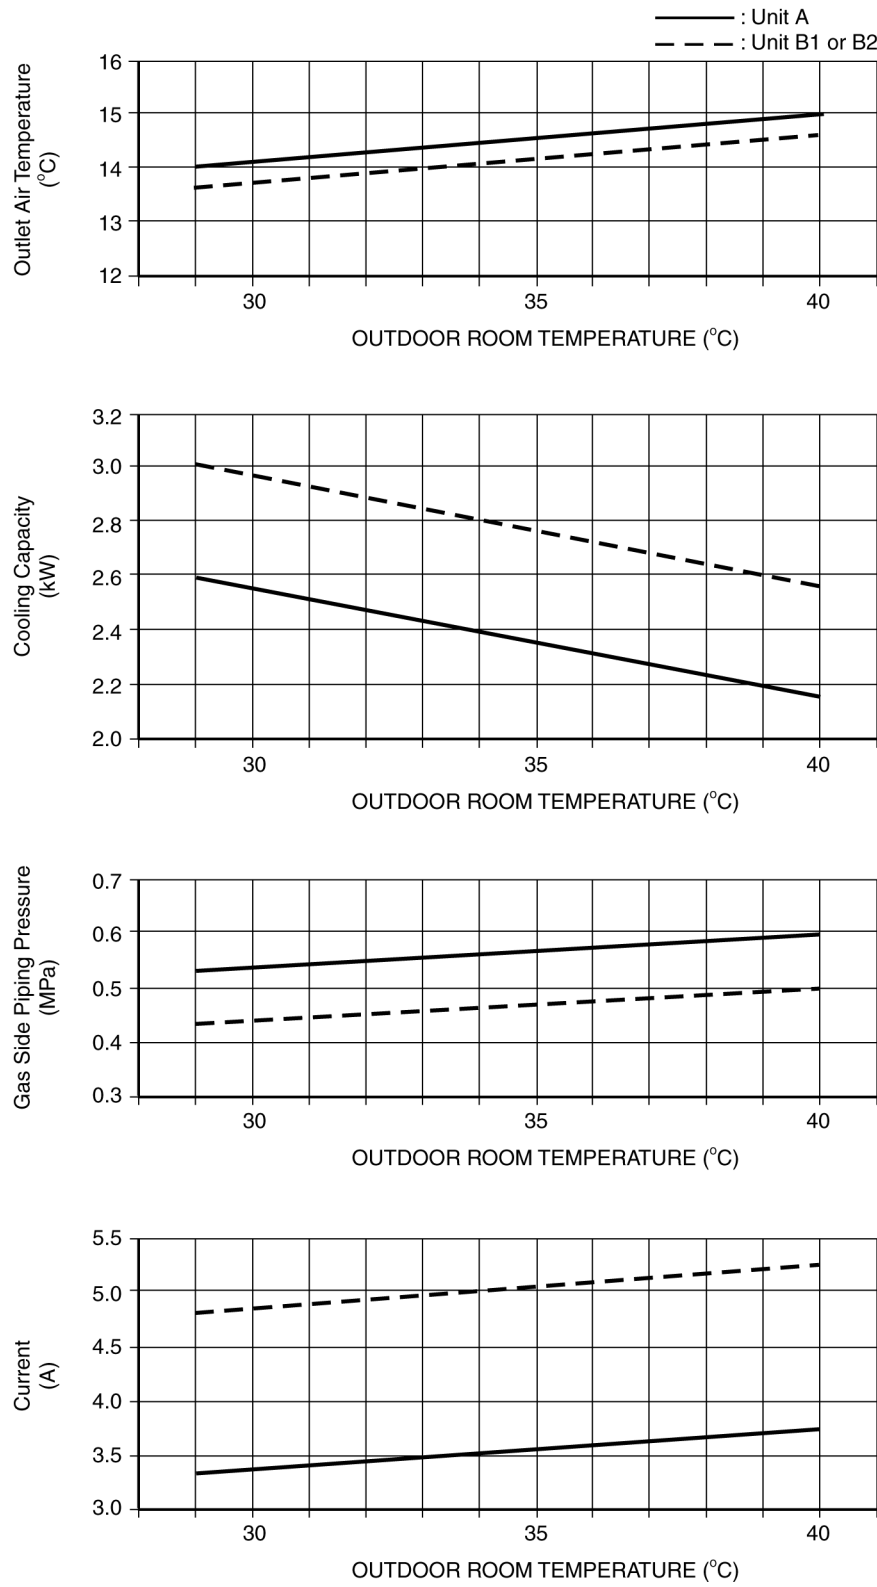 : Unit A
: Unit B1 or B2
Outlet Air Temperature
(°C)
16
15
14
13
12
30 35 40
OUTDOOR ROOM TEMPERATURE (°C)
Cooling Capacity
(kW)
3.2
3.0
2.8
2.6
2.4
2.2
2.0
30 35 40
OUTDOOR ROOM TEMPERATURE (°C)
Gas Side Piping Pressure
(MPa)
0.7
0.6
0.5
0.4
0.3
30 35 40
OUTDOOR ROOM TEMPERATURE (°C)
Current
(A)
5.5
5.0
4.5
4.0
3.5
3.0
30 35 40
OUTDOOR ROOM TEMPERATURE (°C)